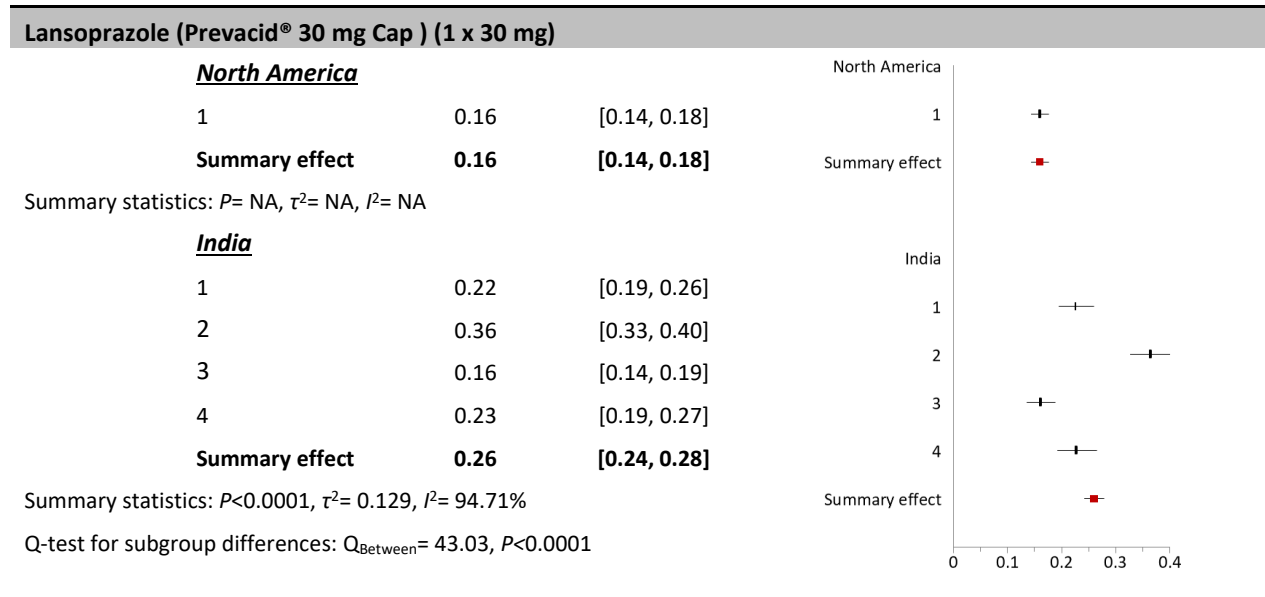 Lansoprazole (Prevacid® 30 mg Cap ) (1 x 30 mg)
North America
1 0.16 [0.14, 0.18]
Summary effect 0.16 [0.14, 0.18]
Summary statistics: P= NA, τ²= NA, I²= NA
India
1 0.22 [0.19, 0.26]
2 0.36 [0.33, 0.40]
3 0.16 [0.14, 0.19]
4 0.23 [0.19, 0.27]
Summary effect 0.26 [0.24, 0.28]
Summary statistics: P<0.0001, τ²= 0.129, I²= 94.71%
Q-test for subgroup differences: QBetween= 43.03, P<0.0001
North America
1
Summary effect
India
1
2
3
4
Summary effect
0 0.1 0.2 0.3 0.4